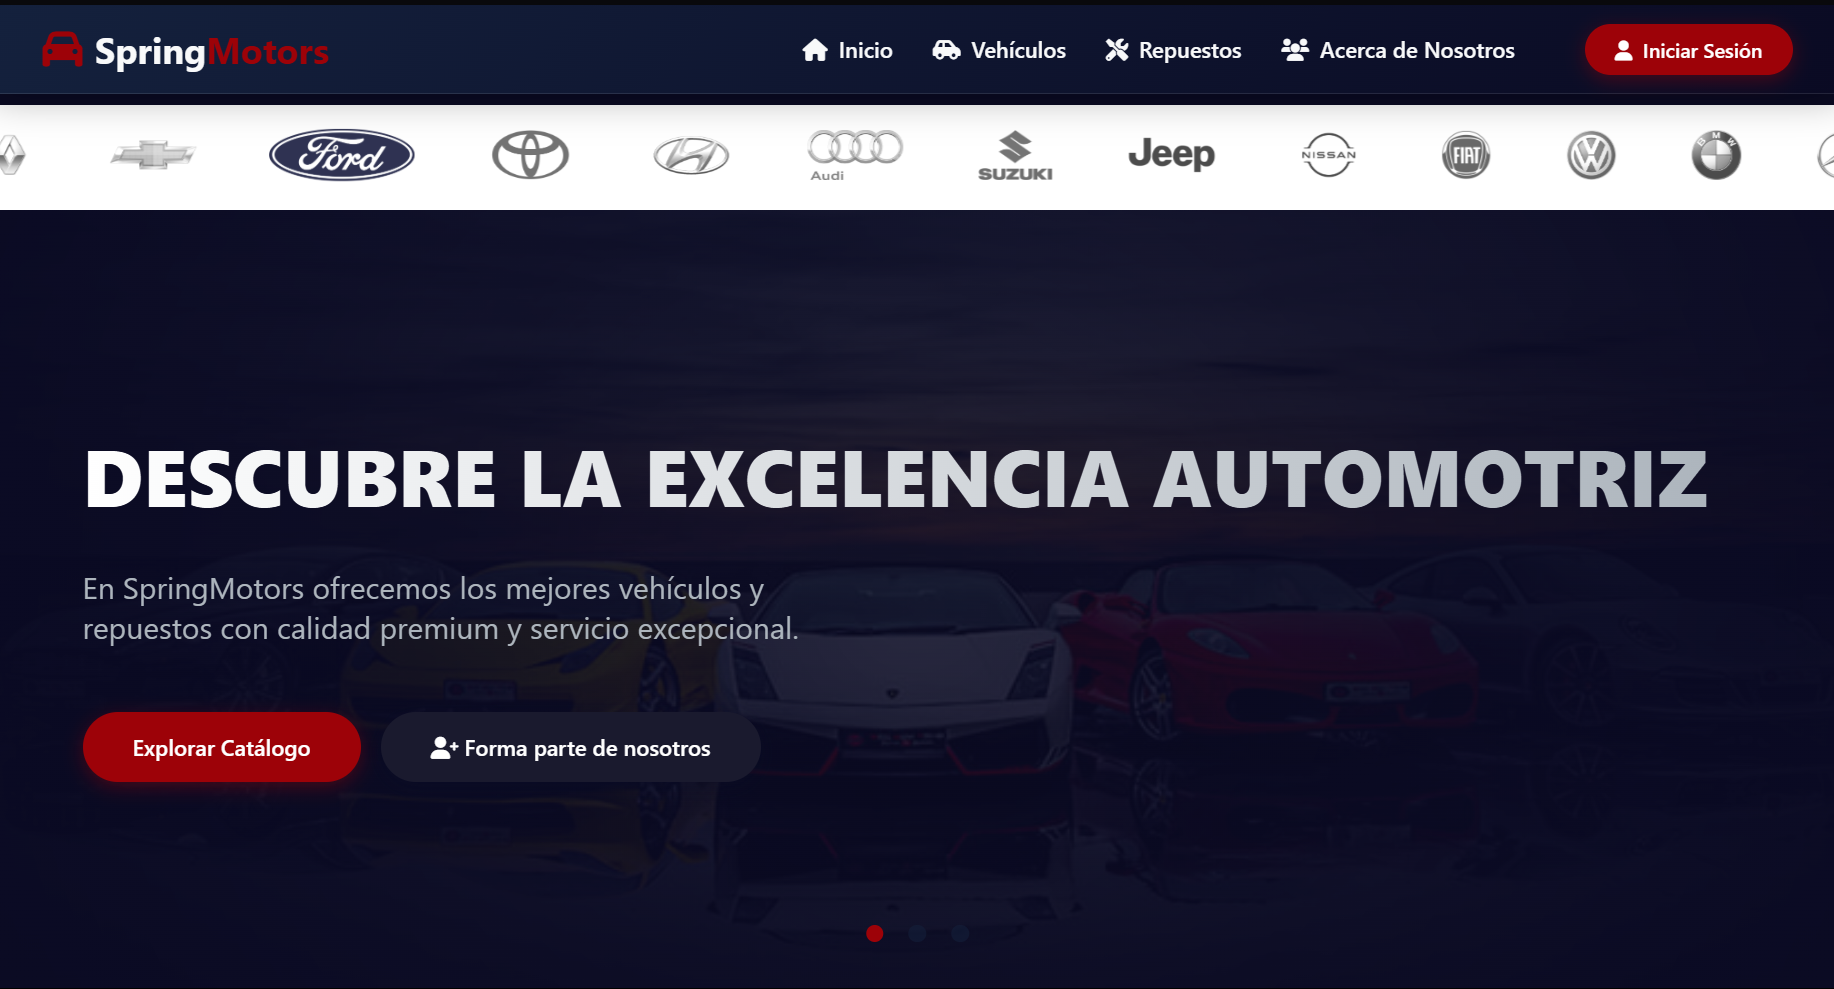 SpringMotors
Inicio
Vehículos
Repuestos
Acerca de Nosotros
Iniciar Sesión
Ford
Audi
SUZUKI
Jeep
NISSAN
FIAT
BMW
DESCUBRE LA EXCELENCIA AUTOMOTRIZ
En SpringMotors ofrecemos los mejores vehículos y
repuestos con calidad premium y servicio excepcional.
Explorar Catálogo
Forma parte de nosotros